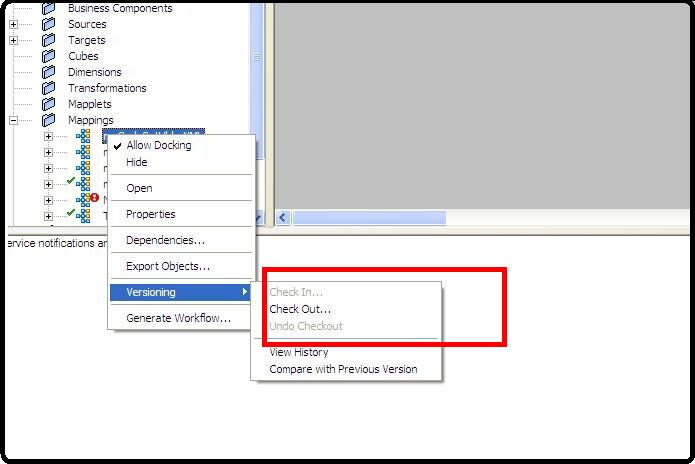 Business Components
Sources
Targets
Cubes
Dimensions
Transformations
Mapplets
Mappings
Allow Docking
Hide
Open
Properties
Dependencies...
Export Objects...
Versioning
Generate Workflow...
ervice notifications a
Check In...
Check Out...
Undo Checkout
View History
Compare with Previous Version